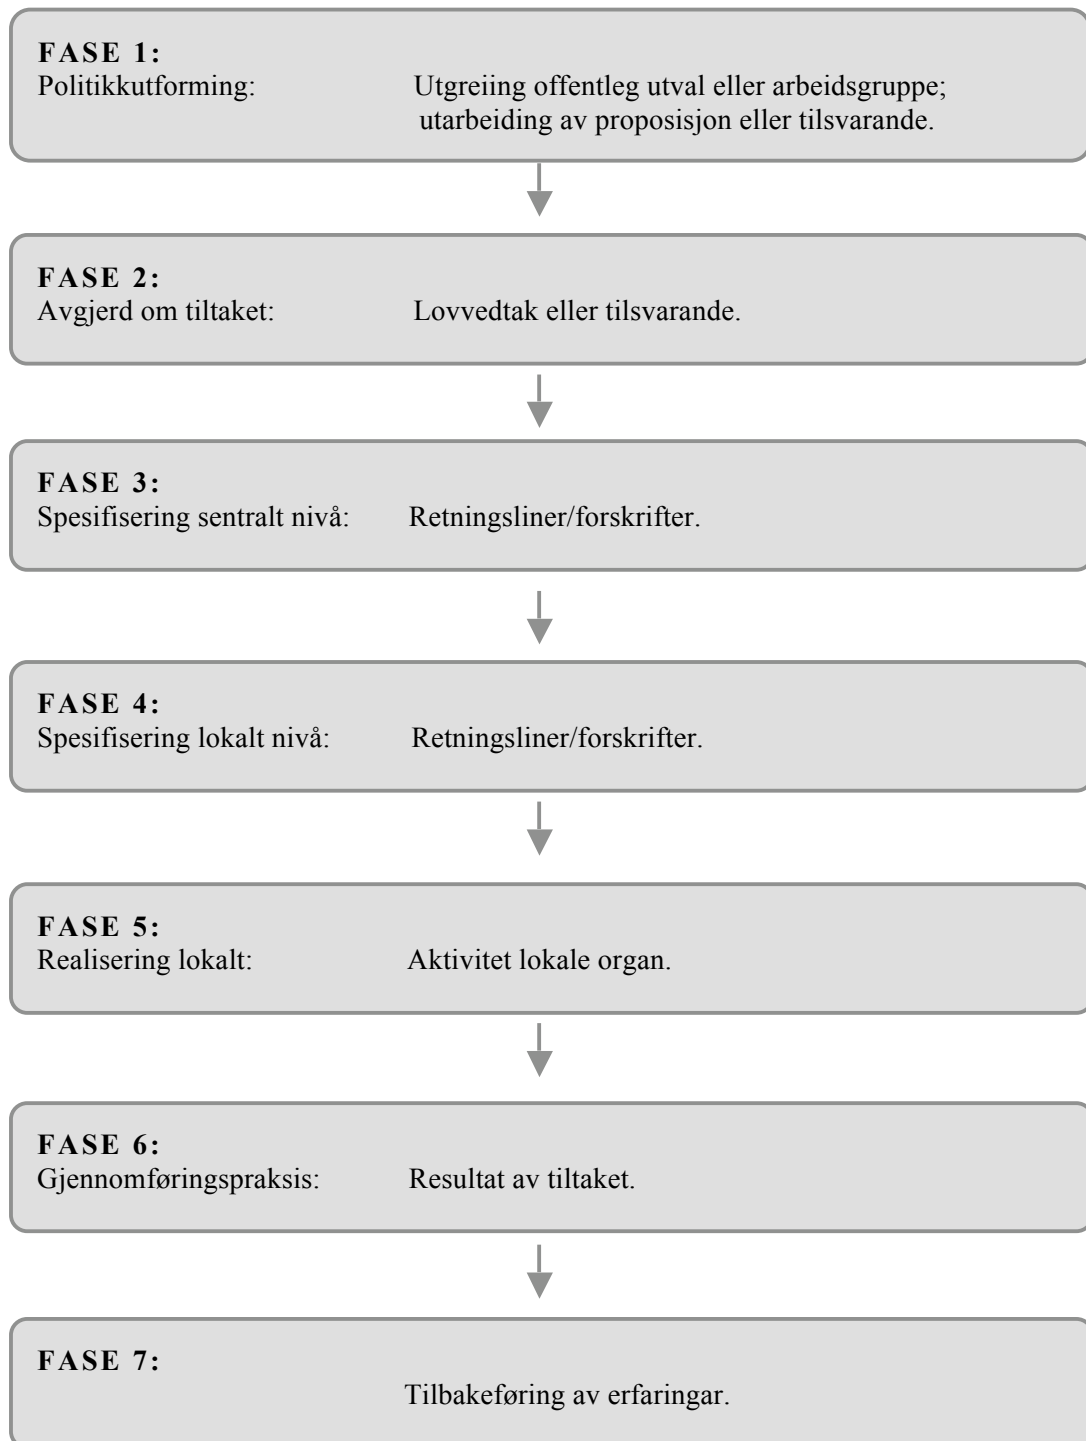 FASE 1:
Politikkutforming: Utgreiing offentleg utval eller arbeidsgruppe;
utarbeiding av proposisjon eller tilsvarande.
FASE 2:
Avgjerd om tiltaket: Lovvedtak eller tilsvarande.
FASE 3:
Spesifisering sentralt nivå: Retningsliner/forskrifter.
FASE 4:
Spesifisering lokalt nivå: Retningsliner/forskrifter.
FASE 5:
Realisering lokalt: Aktivitet lokale organ.
FASE 6:
Gjennomføringspraksis: Resultat av tiltaket.
FASE 7:
Tilbakeføring av erfaringar.